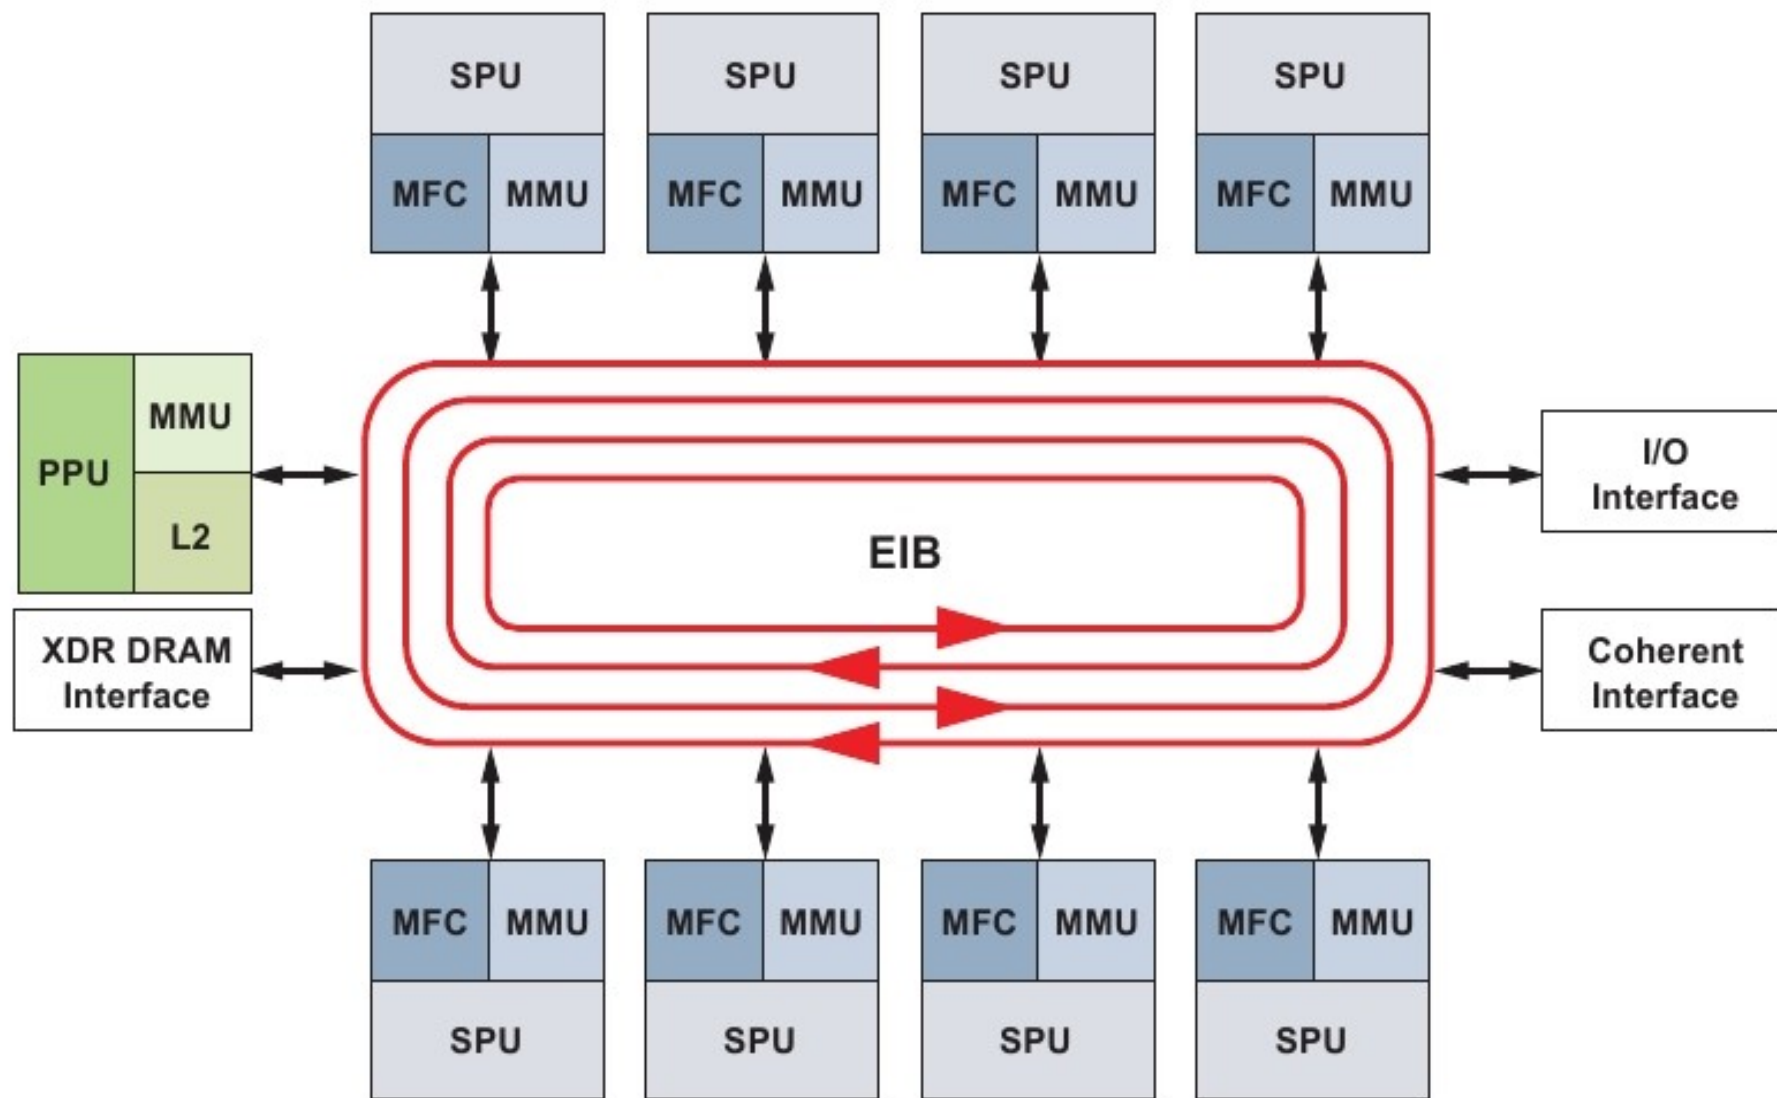 SPU
SPU
SPU
SPU
MFC MMU
MFC MMU
MFC MMU
MFC MMU
PPU
MMU
L2
XDR DRAM
Interface
EIB
I/O
Interface
Coherent
Interface
MFC MMU
MFC MMU
MFC MMU
MFC MMU
SPU
SPU
SPU
SPU